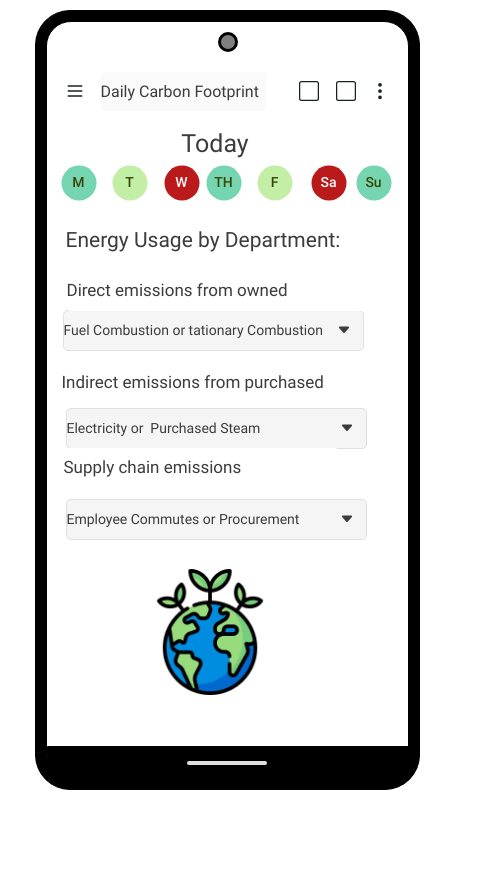 Daily Carbon Footprint
Today
M T W TH F Sa Su
Energy Usage by Department:
Direct emissions from owned
Fuel Combustion or tationary Combustion
Indirect emissions from purchased
Electricity or  Purchased Steam
Supply chain emissions
Employee Commutes or Procurement